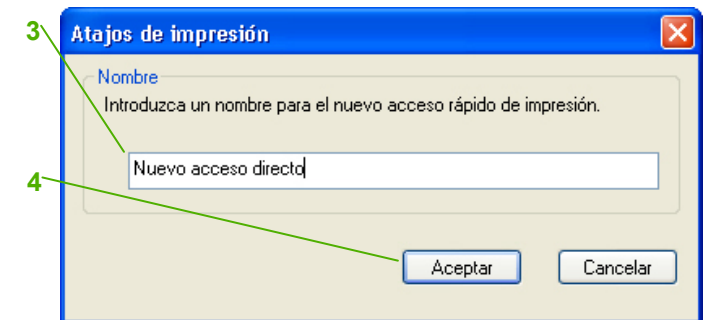 3
Atajos de impresión
Nombre
Introduzca un nombre para el nuevo acceso rápido de impresión.
Nuevo acceso directo
4
Aceptar Cancelar